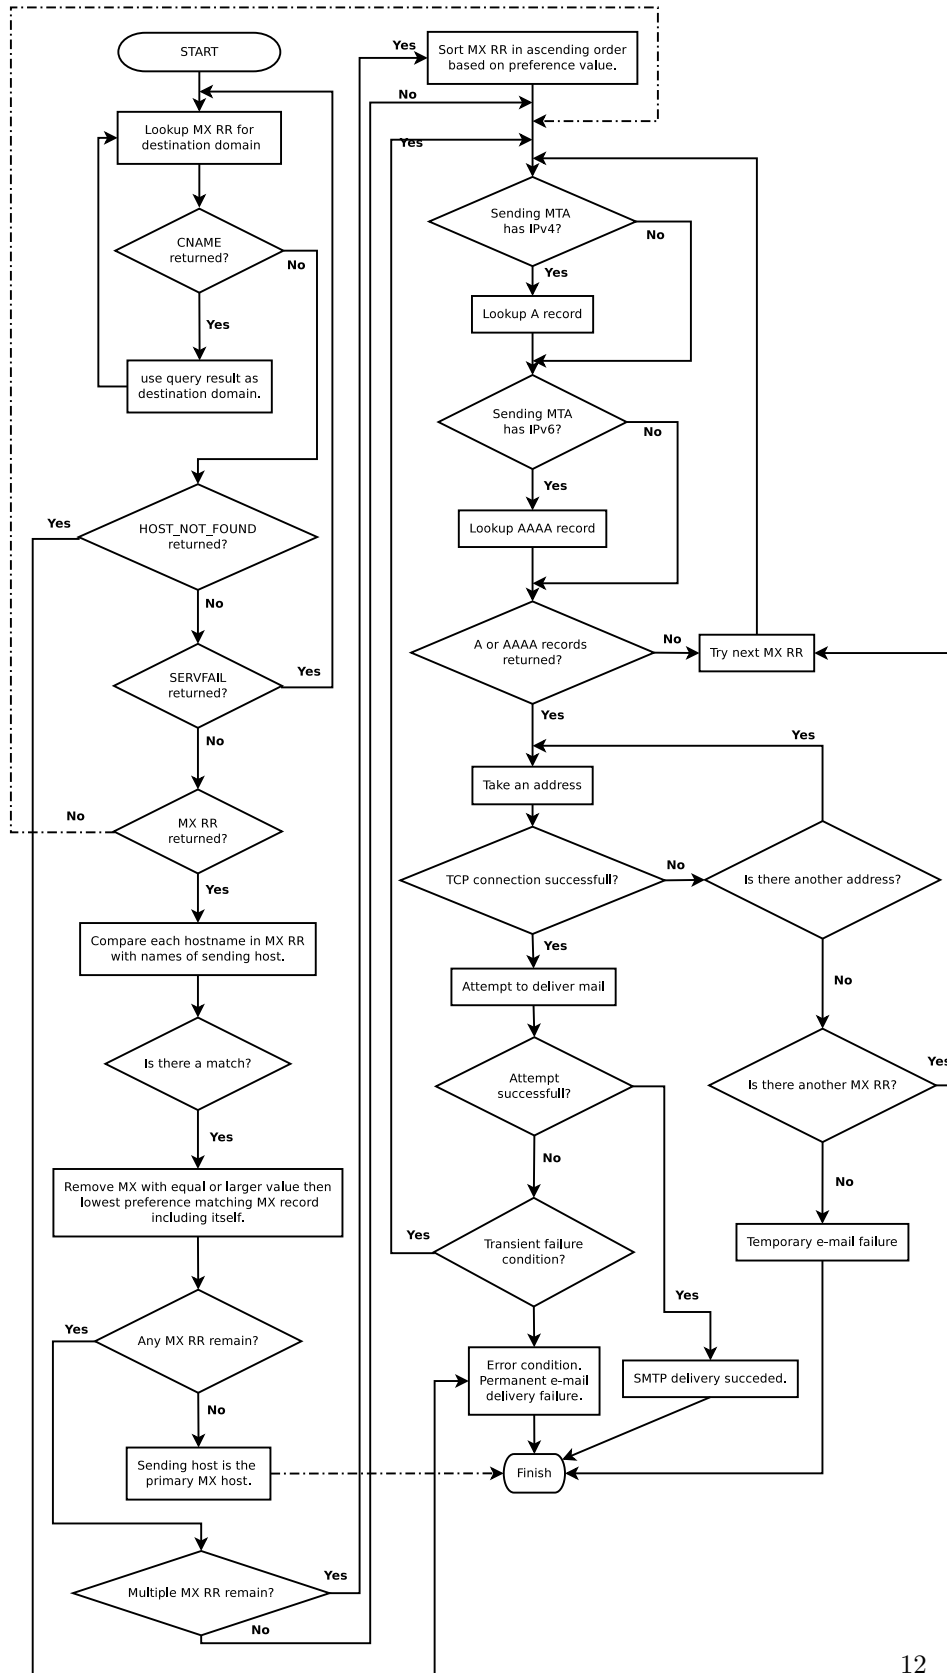 START
Lookup MX RR for
destination domain
CNAME
returned?
No
Yes
use query result as
destination domain.
Yes
HOST_NOT_FOUND
returned?
No
SERVFAIL
returned?
Yes
No
No
MX RR
returned?
Yes
Compare each hostname in MX RR
with names of sending host.
Is there a match?
Yes
Remove MX with equal or larger value then
lowest preference matching MX record
including itself.
Yes
Any MX RR remain?
No
Sending host is the
primary MX host.
Multiple MX RR remain?
Yes
No
Yes
Sort MX RR in ascending order
based on preference value.
No
Yes
Sending MTA
has IPv4?
No
Yes
Lookup A record
Sending MTA
has IPv6?
No
Yes
Lookup AAAA record
A or AAAA records
returned?
No
Try next MX RR
Yes
Yes
Take an address
TCP connection successfull?
No
Is there another address?
Yes
No
Attempt to deliver mail
Attempt
successfull?
Is there another MX RR?
Yes
No
No
Yes
Transient failure
condition?
Temporary e-mail failure
Yes
Error condition.
Permanent e-mail
delivery failure.
SMTP delivery succeded.
Finish
12